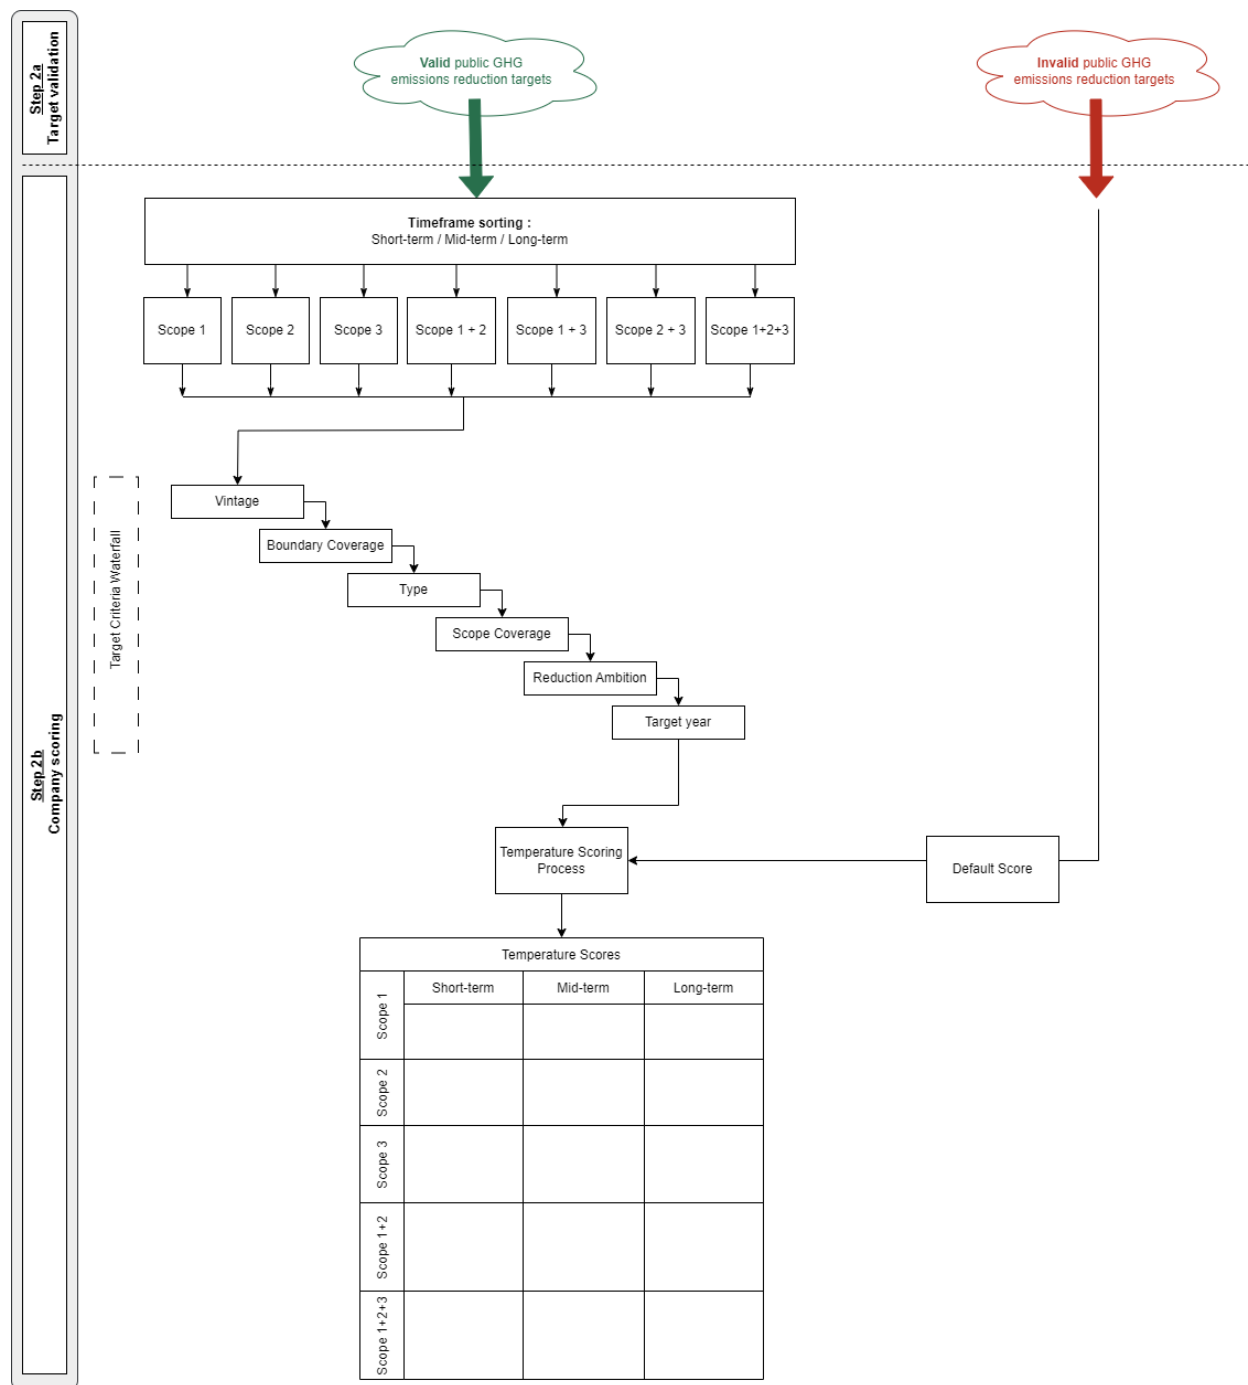 Step 2a
Target validation
Valid public GHG
emissions reduction targets
Invalid public GHG
emissions reduction targets
Step 2b
Company scoring
Timeframe sorting :
Short-term / Mid-term / Long-term
Scope 1
Scope 2
Scope 3
Scope 1 + 2
Scope 1 + 3
Scope 2 + 3
Scope 1+2+3
Target Criteria Waterfall
Vintage
Boundary Coverage
Type
Scope Coverage
Reduction Ambition
Target year
Temperature Scoring
Process
Default Score
Temperature Scores
Short-term
Mid-term
Long-term
Scope 1
Scope 2
Scope 3
Scope 1+2
Scope 1+2+3